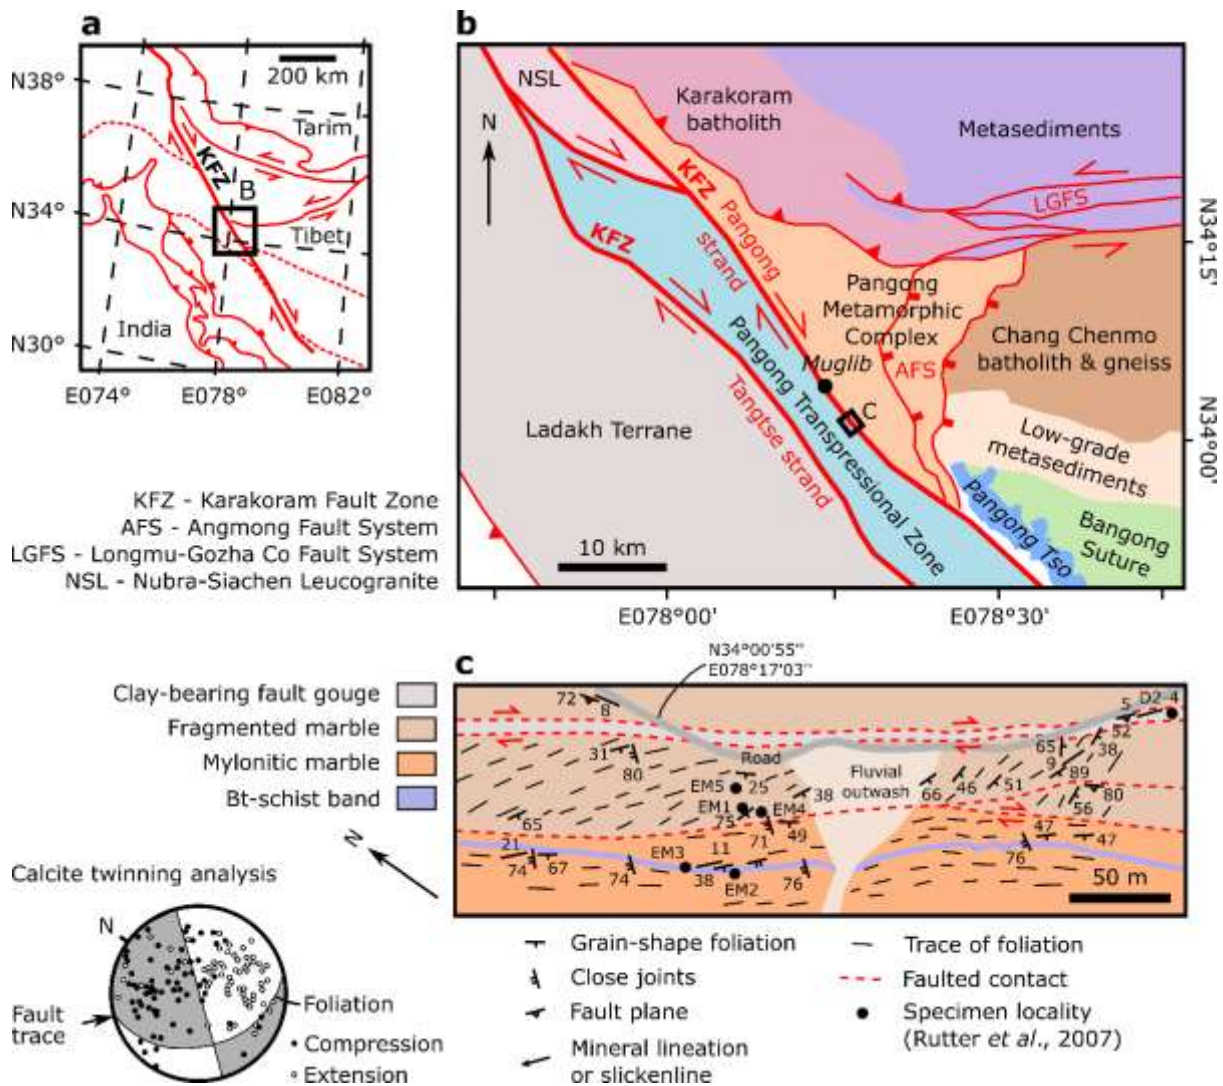 a
N38°
N34°
N30°
E074°
E078°
E082°
200 km
Tarim
KFZ
B
Tibet
India
KFZ - Karakoram Fault Zone
AFS - Angmong Fault System
LGFS - Longmu-Gozha Co Fault System
NSL - Nubra-Siachen Leucogranite
b
NSL
N
Karakoram
batholith
Metasediments
LGFS
KFZ
Pangong
strand
KFZ
Pangong
Metamorphic
Complex
Chang Chenmo
batholith & gneiss
AFS
Muglib
C
Ladakh Terrane
Tangtse strand
Pangong Transpressional Zone
Low-grade
metasediments
Pangong Tso
Bangong
Suture
10 km
N34°15'
N34°00'
E078°00'
E078°30'
c
N34°00'55"
E078°17'03"
Clay-bearing fault gouge
Fragmented marble
Mylonitic marble
Bt-schist band
N
72
8
31
80
65
21
74
67
74
Road
EM5
25
EM1
EM4
75
71
49
38
EM3
11
38
EM2
76
Fluvial
outwash
66
46
51
65
9
89
38
52
5
D2-4
80
56
47
47
76
50 m
Calcite twinning analysis
N
Fault
trace
Foliation
Compression
Extension
Grain-shape foliation
Close joints
Fault plane
Mineral lineation
or slickenline
Trace of foliation
Faulted contact
Specimen locality
(Rutter et al., 2007)